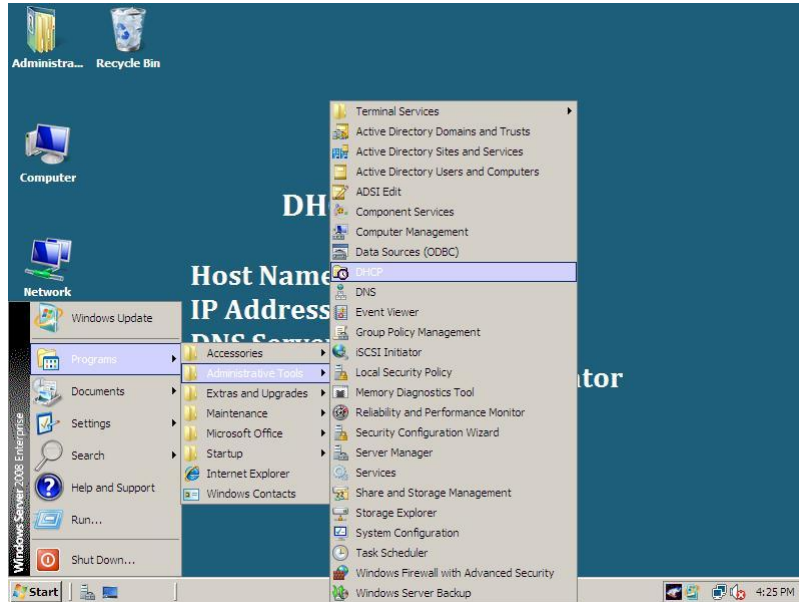 Administra...
Recycle Bin
Computer
Network
DH
Host Name
IP Address
DNS Server
tor
Windows Server 2008 Enterprise
Windows Update
Programs
Documents
Settings
Search
Help and Support
Run...
Shut Down...
Accessories
Administrative Tools
Extras and Upgrades
Maintenance
Microsoft Office
Startup
Internet Explorer
Windows Contacts
Terminal Services
Active Directory Domains and Trusts
Active Directory Sites and Services
Active Directory Users and Computers
ADSI Edit
Component Services
Computer Management
Data Sources (ODBC)
DHCP
DNS
Event Viewer
Group Policy Management
iSCSI Initiator
Local Security Policy
Memory Diagnostics Tool
Reliability and Performance Monitor
Security Configuration Wizard
Server Manager
Services
Share and Storage Management
Storage Explorer
System Configuration
Task Scheduler
Windows Firewall with Advanced Security
Windows Server Backup
Start
4:25 PM